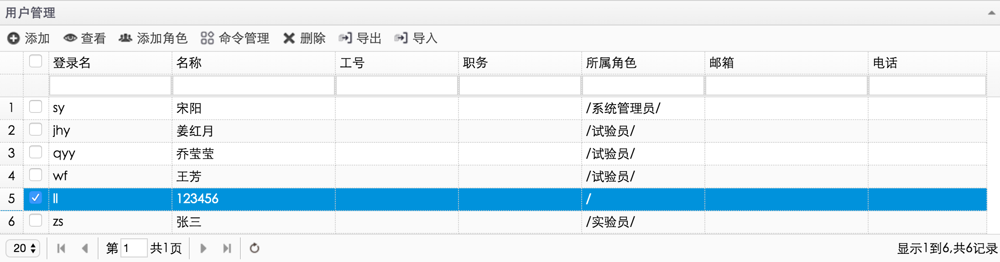 用户管理
添加 查看 添加角色 命令管理 删除 导出 导入
登录名 名称 工号 职务 所属角色 邮箱 电话
1 sy 宋阳 /系统管理员/
2 jhy 姜红月 /试验员/
3 qyy 乔莹莹 /试验员/
4 wf 王芳 /试验员/
5 ll 123456 /
6 zs 张三 /实验员/
20 第 1 共1页 显示1到6,共6记录